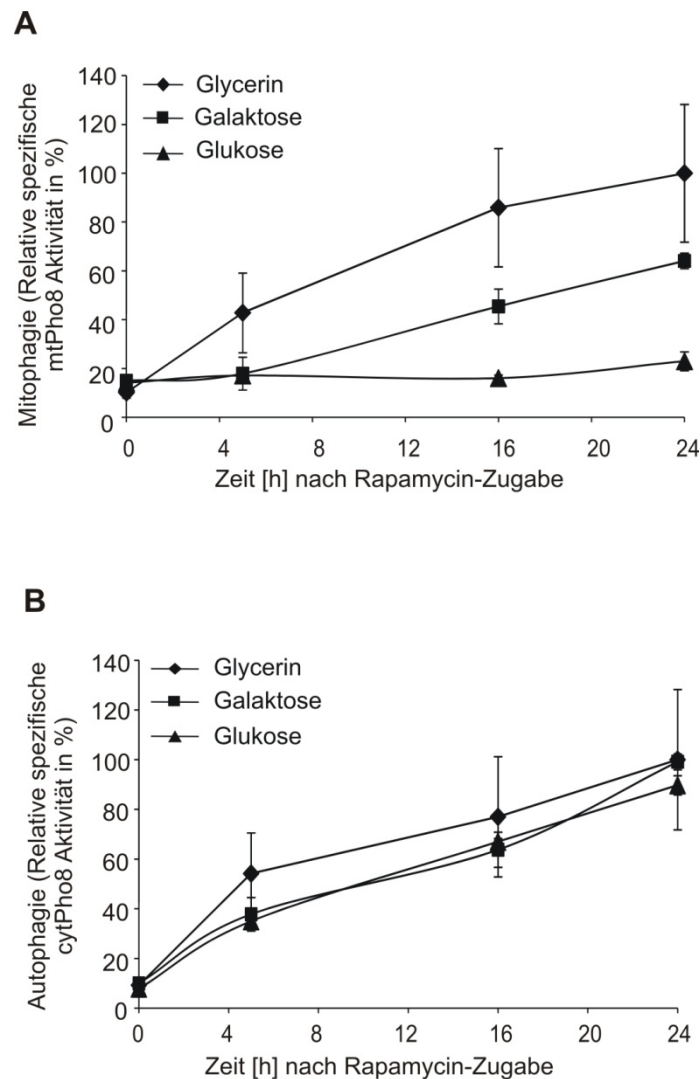 A
Mitophagie (Relative spezifische
mtPho8 Aktivität in %)
140
120
100
80
60
40
20
0
Glycerin
Galaktose
Glukose
0 4 8 12 16 20 24
Zeit [h] nach Rapamycin-Zugabe
B
Autophagie (Relative spezifische
cytPho8 Aktivität in %)
140
120
100
80
60
40
20
0
Glycerin
Galaktose
Glukose
0 4 8 12 16 20 24
Zeit [h] nach Rapamycin-Zugabe